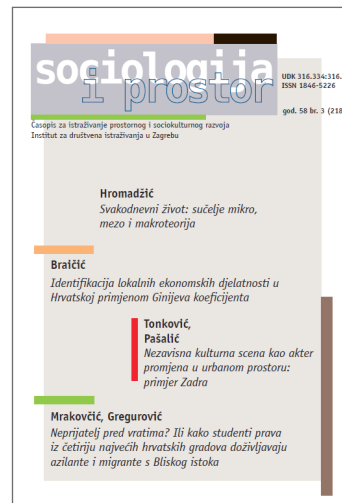 sociologija
i prostor
UDK 316.334:316.
ISSN 1846-5226
god. 58 br. 3 (218
Časopis za istraživanje prostornog i sociokulturnog razvoja
Institut za društvena istraživanja u Zagrebu
Hromadžić
Svakodnevni život: sučelje mikro,
mezo i makroteorija
Braičić
Identifikacija lokalnih ekonomskih djelatnosti u
Hrvatskoj primjenom Ginijeva koeficijenta
Tonković,
Pašalić
Nezavisna kulturna scena kao akter
promjena u urbanom prostoru:
primjer Zadra
Mrakovčić, Gregurović
Neprijatelj pred vratima? Ili kako studenti prava
iz četiriju najvećih hrvatskih gradova doživljavaju
azilante i migrante s Bliskog istoka